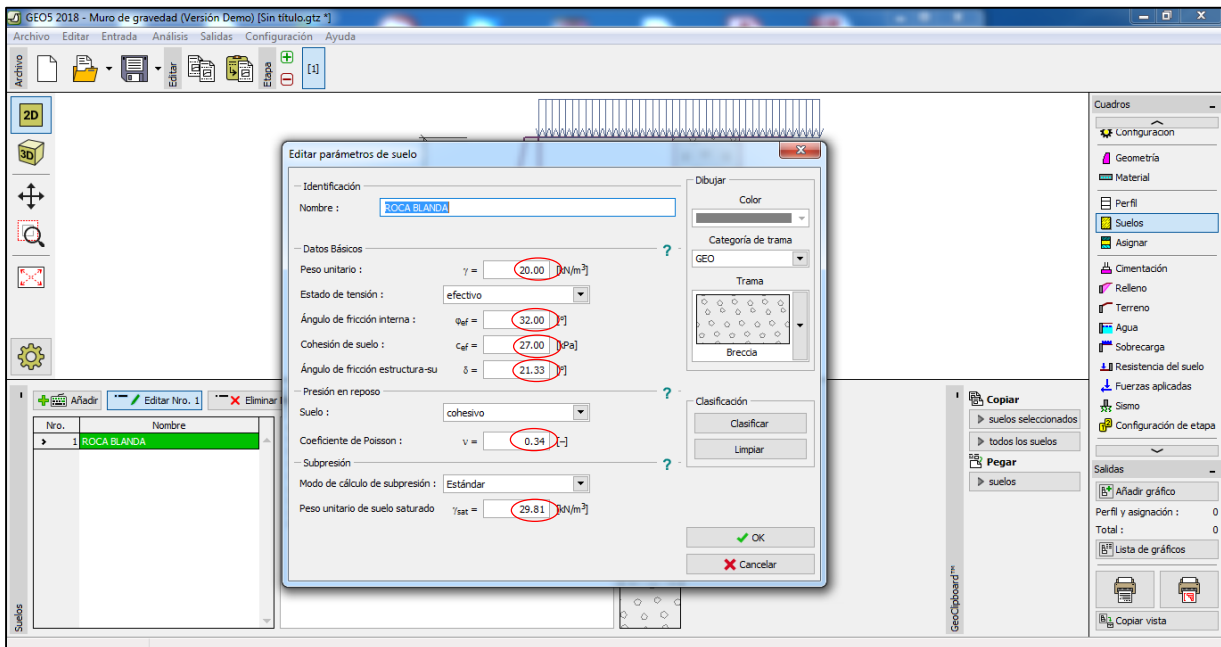 GEO5 2018 - Muro de gravedad (Versión Demo) [Sin título.gtz *]
Archivo Editar Entrada Análisis Salidas Configuración Ayuda
Archivo
Editar
Etapa
[1]
2D
3D
Editar parámetros de suelo
Identificación
Nombre : ROCA BLANDA
Datos Básicos ?
Peso unitario : γ = 20.00 [kN/m³]
Estado de tensión : efectivo
Ángulo de fricción interna : φef = 32.00 [°]
Cohesión de suelo : cef = 27.00 [kPa]
Ángulo de fricción estructura-su δ = 21.33 [°]
Presión en reposo ?
Suelo : cohesivo
Coeficiente de Poisson : ν = 0.34 [–]
Subpresión ?
Modo de cálculo de subpresión : Estándar
Peso unitario de suelo saturado γsat = 29.81 [kN/m³]
Dibujar
Color
Categoría de trama
GEO
Trama
Breccia
Clasificación
Clasificar
Limpiar
OK
Cancelar
Añadir
Editar Nro. 1
Eliminar
Nro. Nombre
1 ROCA BLANDA
Suelos
Copiar
suelos seleccionados
todos los suelos
Pegar
suelos
GeoClipboard™
Cuadros
Configuración
Geometría
Material
Perfil
Suelos
Asignar
Cimentación
Relleno
Terreno
Agua
Sobrecarga
Resistencia del suelo
Fuerzas aplicadas
Sismo
Configuración de etapa
Salidas
Añadir gráfico
Perfil y asignación : 0
Total : 0
Lista de gráficos
Copiar vista